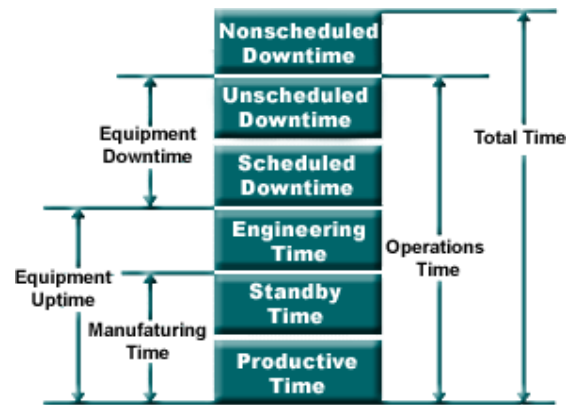 Nonscheduled
Downtime
Unscheduled
Downtime
Equipment
Downtime
Total Time
Scheduled
Downtime
Engineering
Time
Operations
Time
Equipment
Uptime
Standby
Time
Manufaturing
Time
Productive
Time